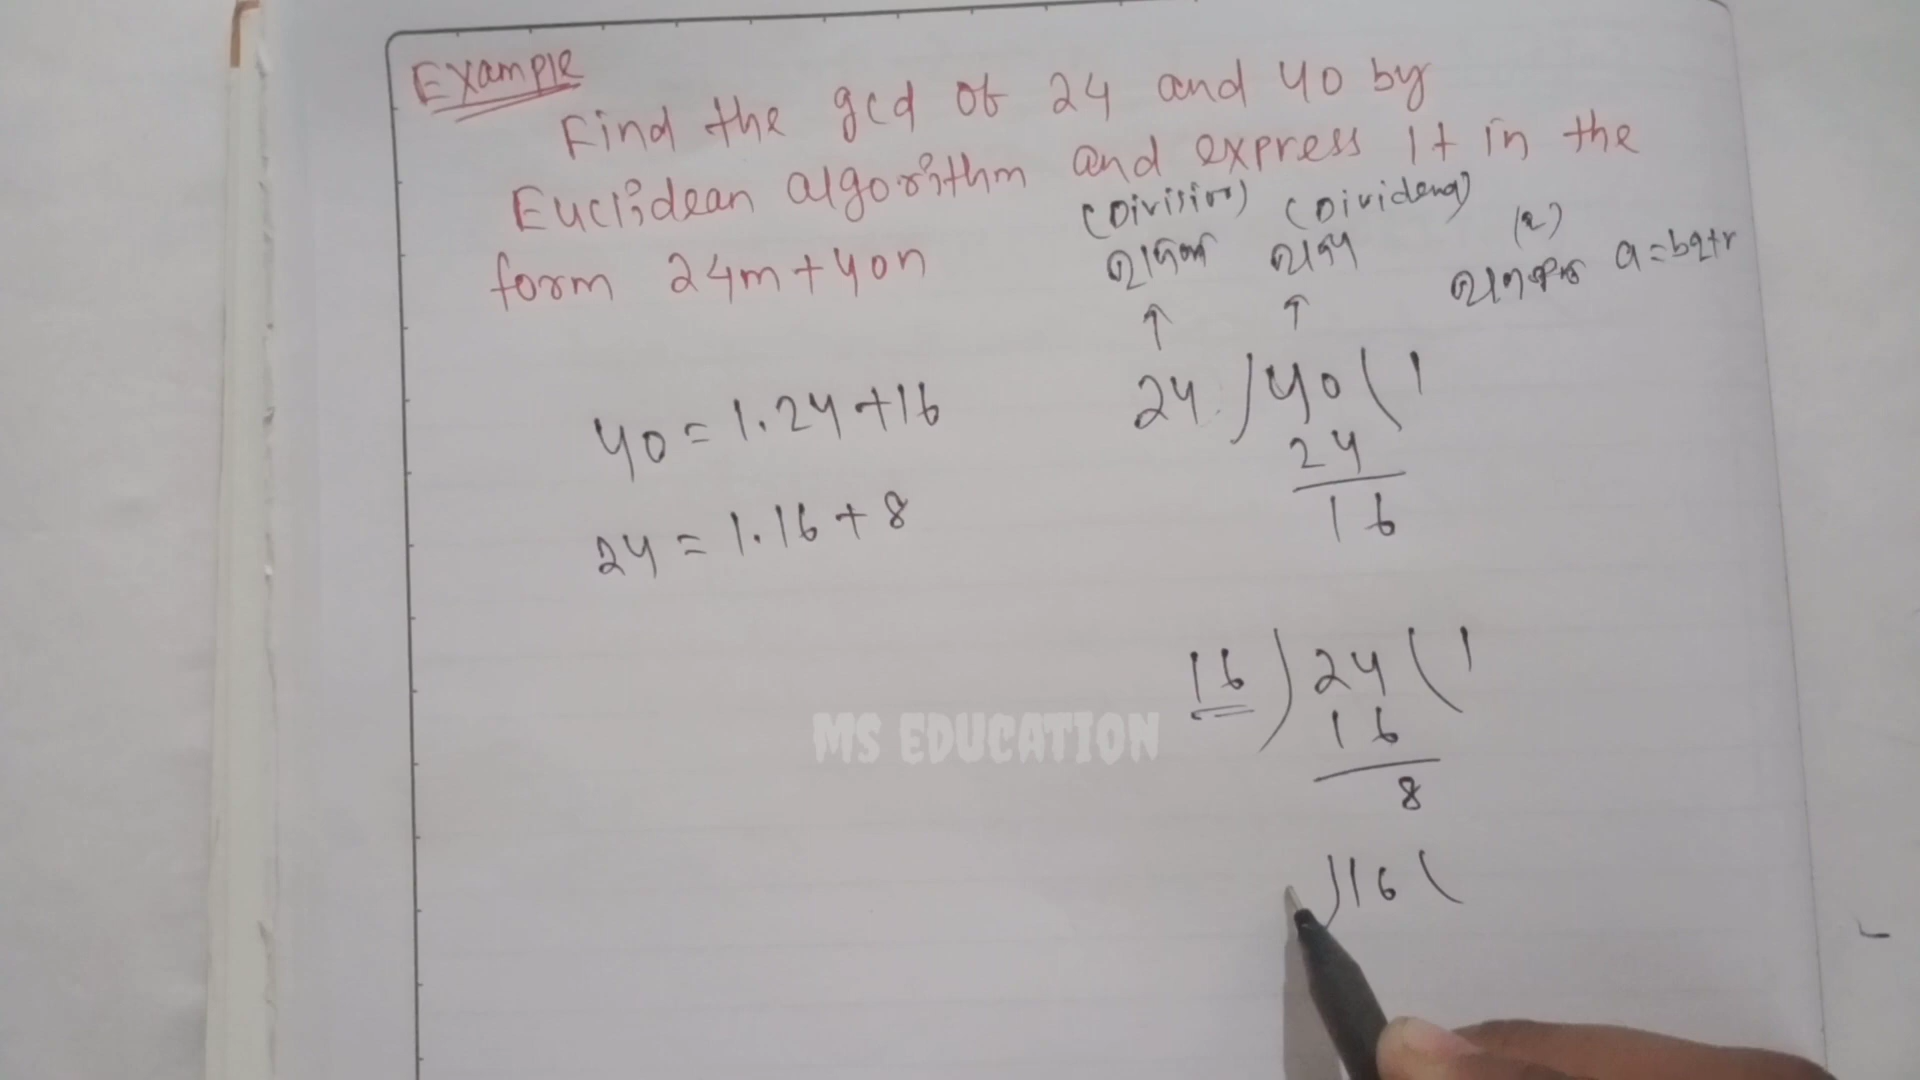 Example
Find the gcd of 24 and 40 by
Euclidean algorithm and express it in the
form 24m+40n
(Division) (Dividend)
(2)
ଭାଜକ ଭାଜ୍ୟ
a=bq+r
40 = 1.24+16
24 ) 40 ( 1
24
16
24 = 1.16 + 8
16 ) 24 ( 1
16
8
) 16 (
MS EDUCATION